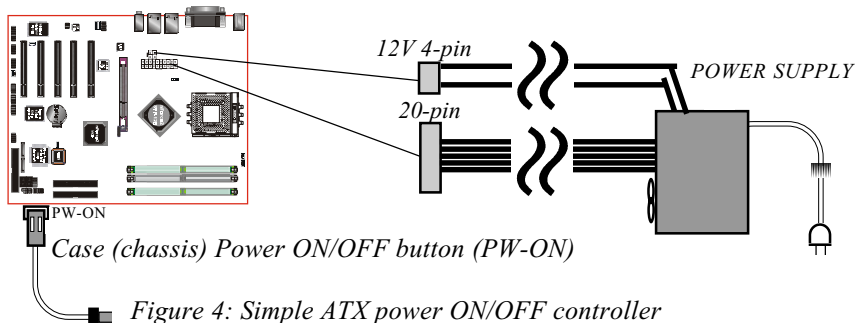 12V 4-pin
POWER SUPPLY
20-pin
PW-ON
Case (chassis) Power ON/OFF button (PW-ON)
Figure 4: Simple ATX power ON/OFF controller